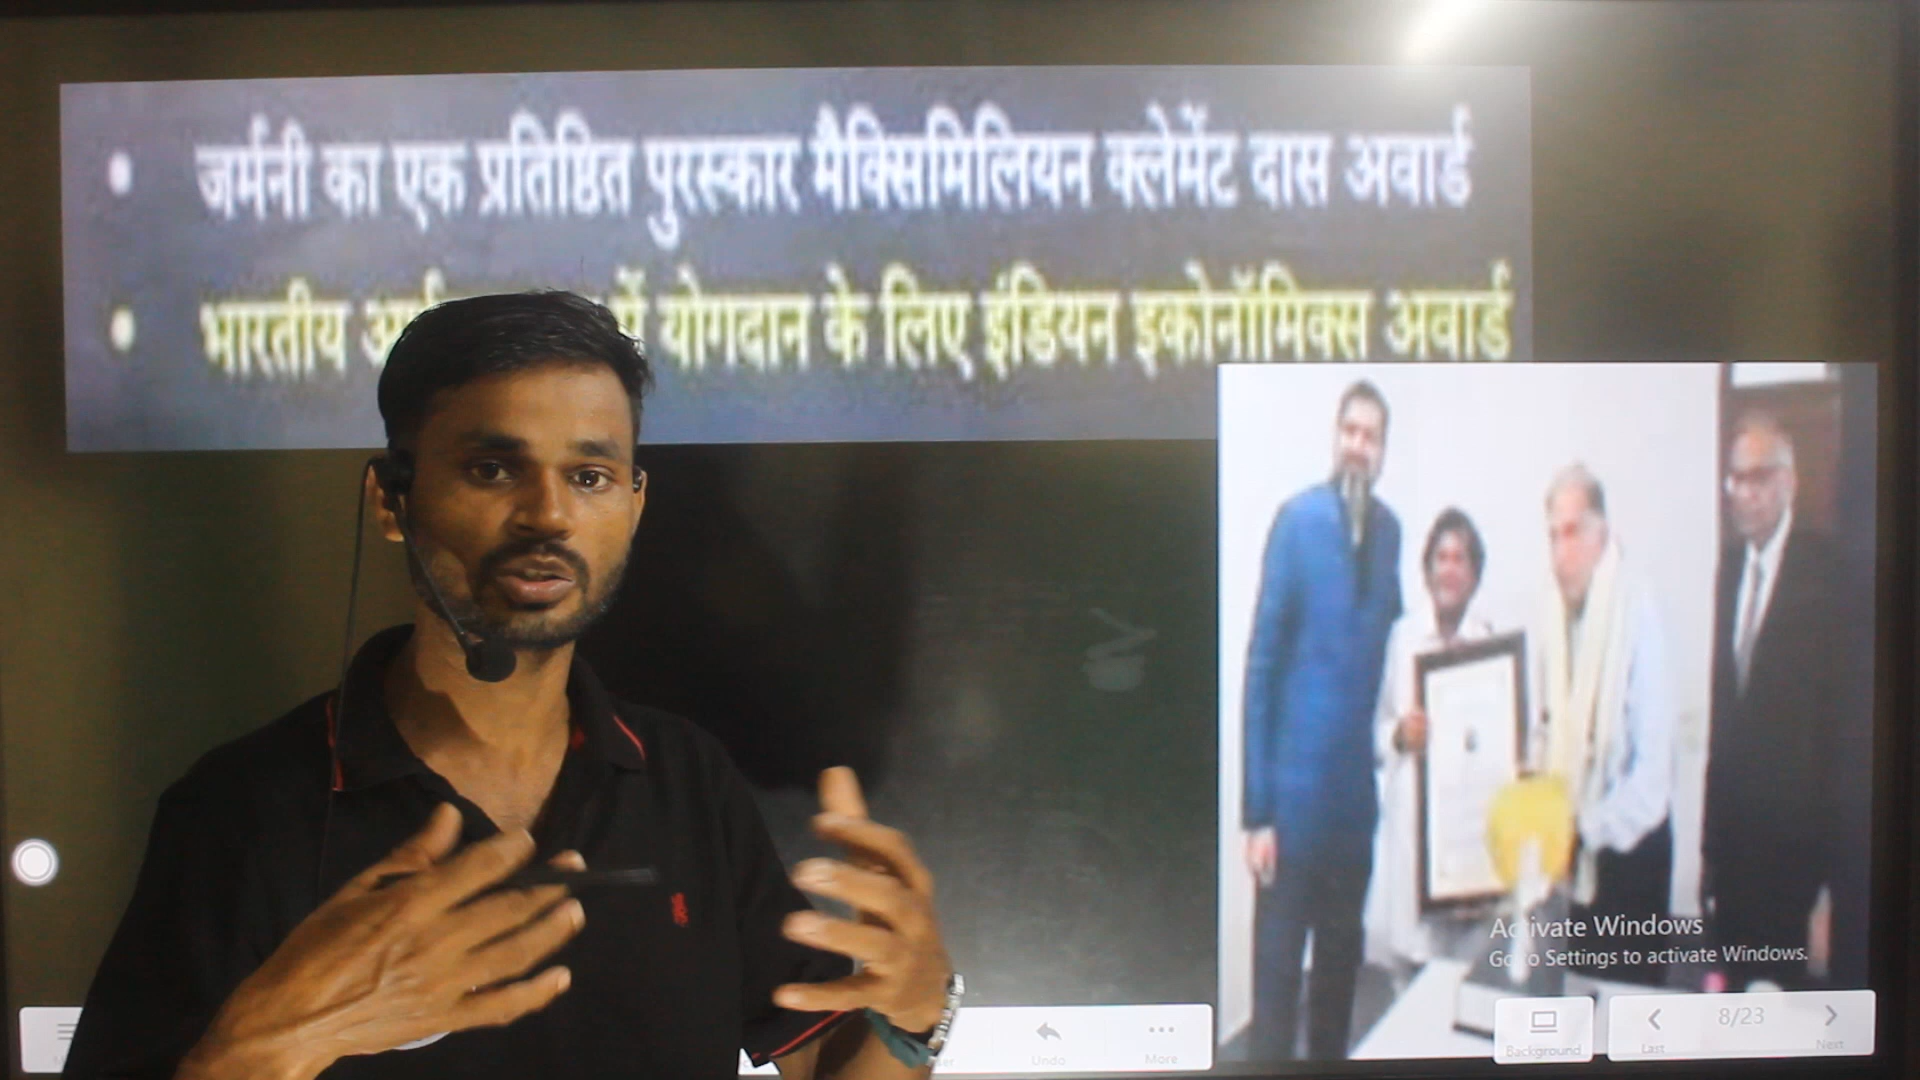 • जर्मनी का एक प्रतिष्ठित पुरस्कार मैक्सिमिलियन क्लेमेंट दास अवार्ड
• भारतीय में योगदान के लिए इंडियन इकोनॉमिक्स अवार्ड
Activate Windows
Go to Settings to activate Windows.
Undo
More
Background
Last
8/23
Next